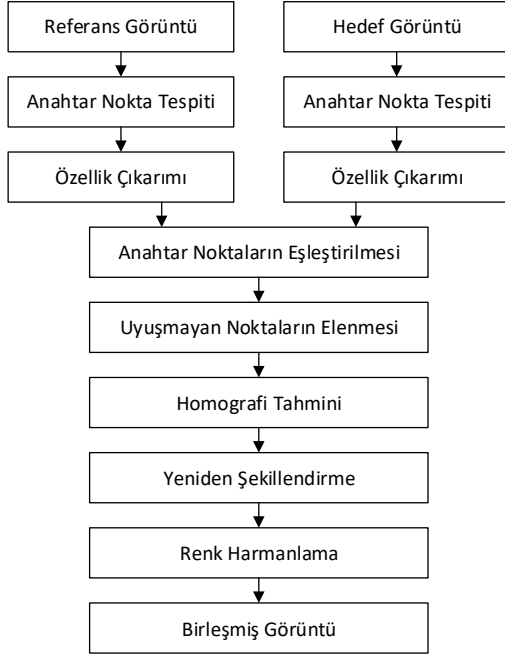 Referans Görüntü
Hedef Görüntü
Anahtar Nokta Tespiti
Anahtar Nokta Tespiti
Özellik Çıkarımı
Özellik Çıkarımı
Anahtar Noktaların Eşleştirilmesi
Uyuşmayan Noktaların Elenmesi
Homografi Tahmini
Yeniden Şekillendirme
Renk Harmanlama
Birleşmiş Görüntü